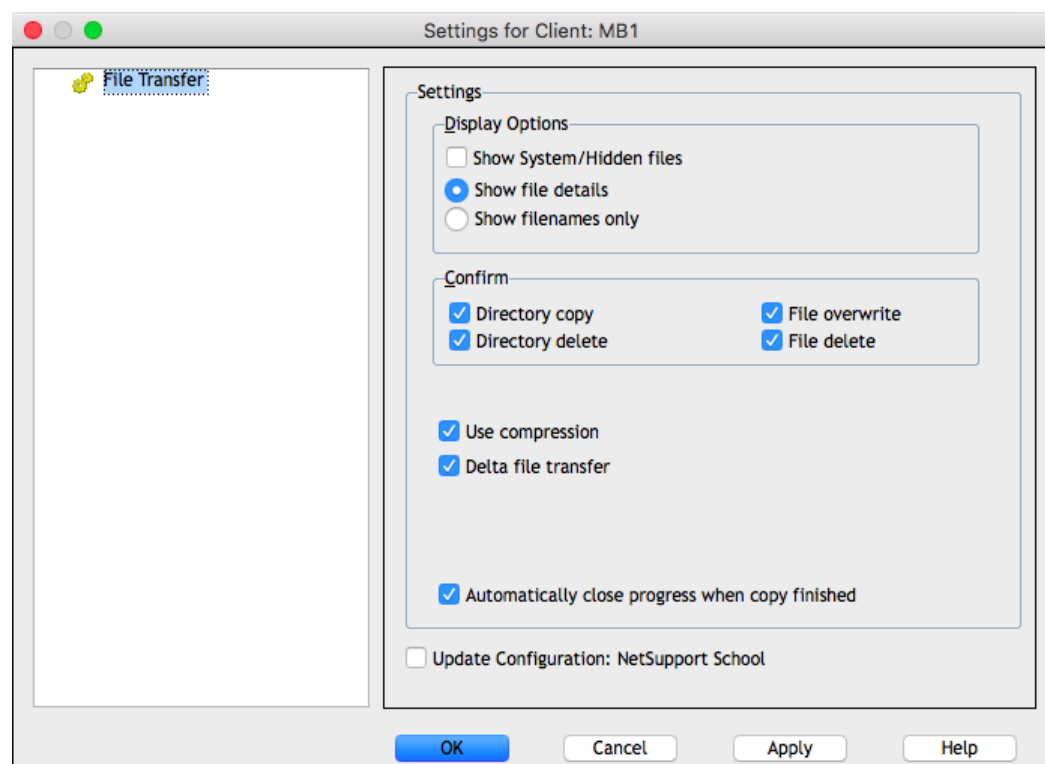 Settings for Client: MB1
File Transfer
Settings
Display Options
Show System/Hidden files
Show file details
Show filenames only
Confirm
Directory copy File overwrite
Directory delete File delete
Use compression
Delta file transfer
Automatically close progress when copy finished
Update Configuration: NetSupport School
OK Cancel Apply Help